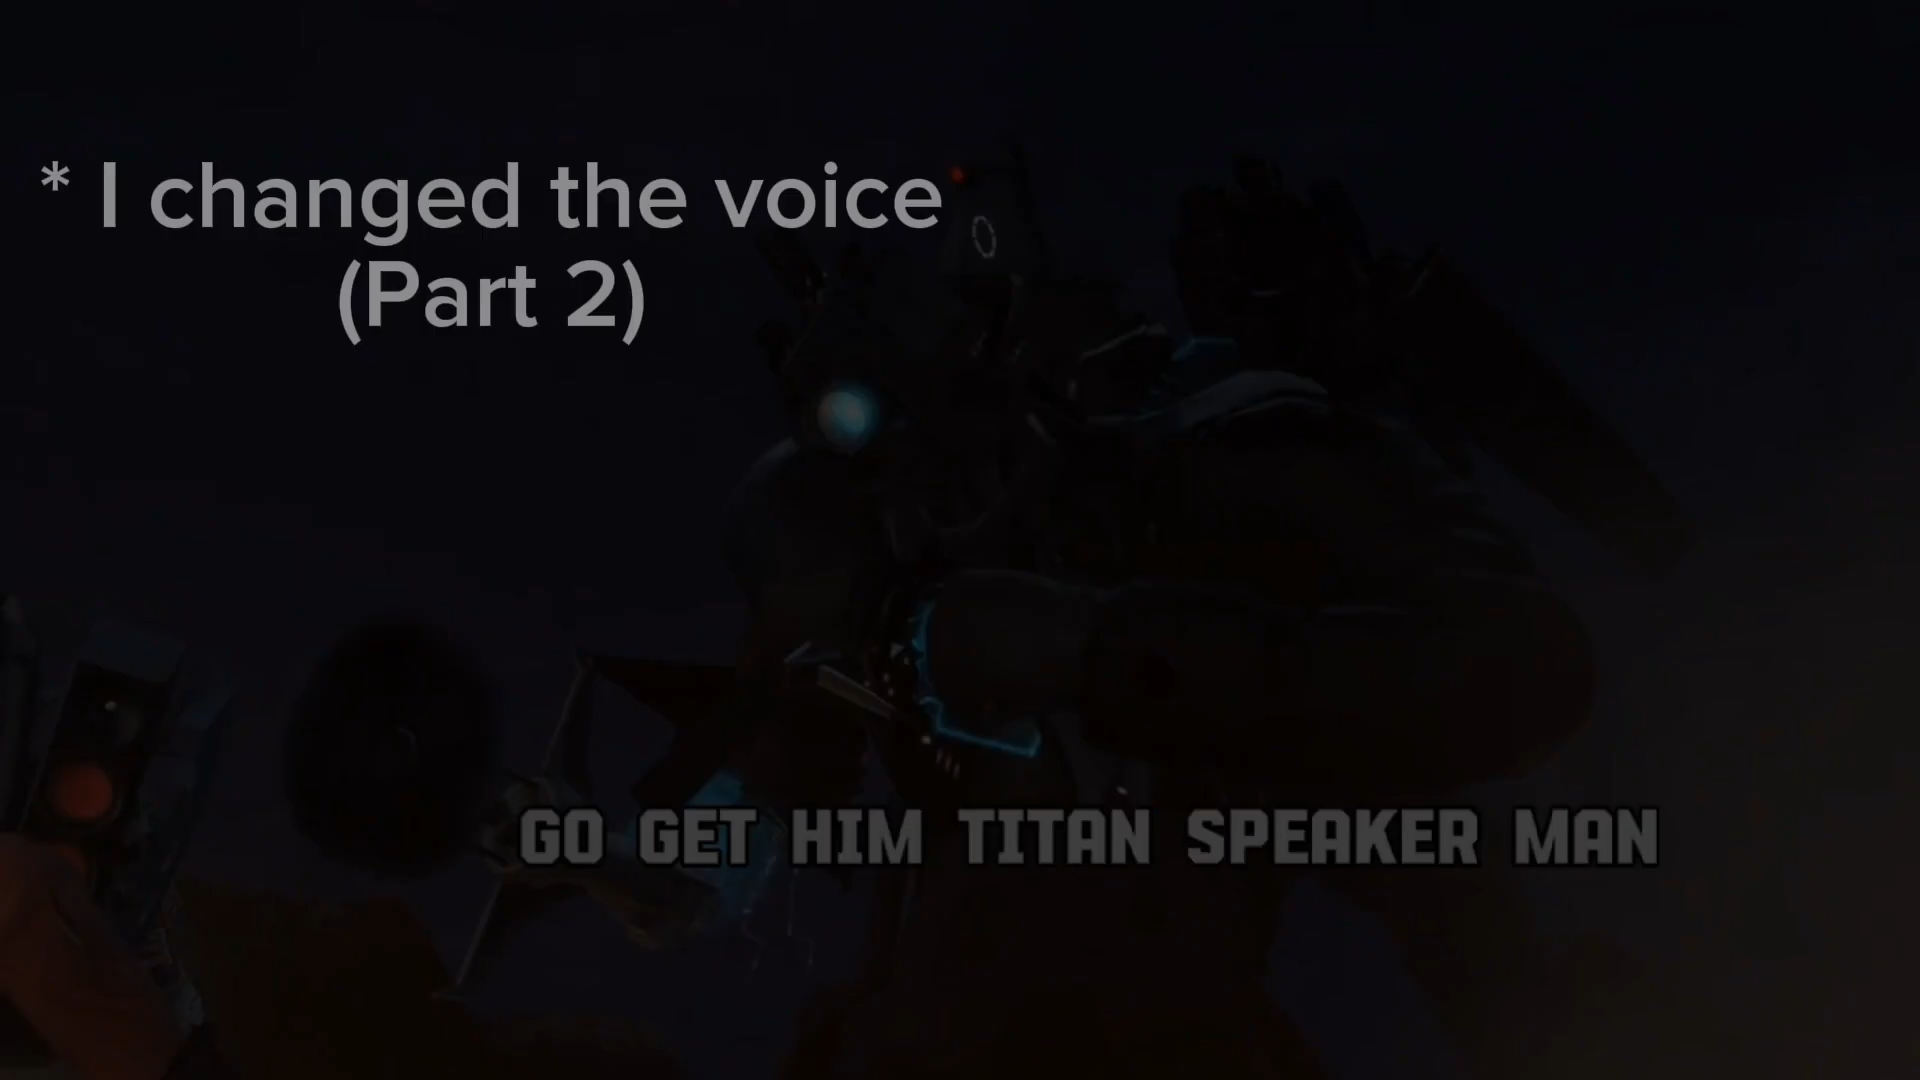 * I changed the voice
(Part 2)
GO GET HIM TITAN SPEAKER MAN